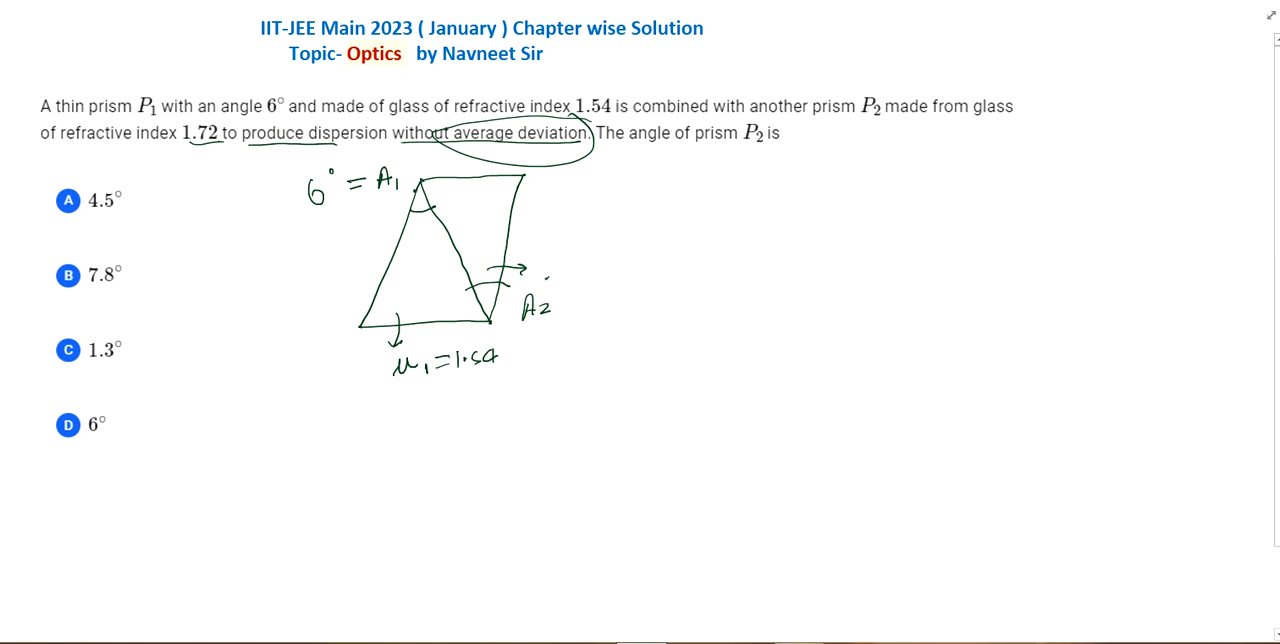 IIT-JEE Main 2023 ( January ) Chapter wise Solution
Topic- Optics by Navneet Sir
A thin prism P₁ with an angle 6° and made of glass of refractive index 1.54 is combined with another prism P₂ made from glass
of refractive index 1.72 to produce dispersion without average deviation. The angle of prism P₂ is
6° = A₁
A 4.5°
B 7.8°
A₂
C 1.3°
μ₁ = 1.54
D 6°